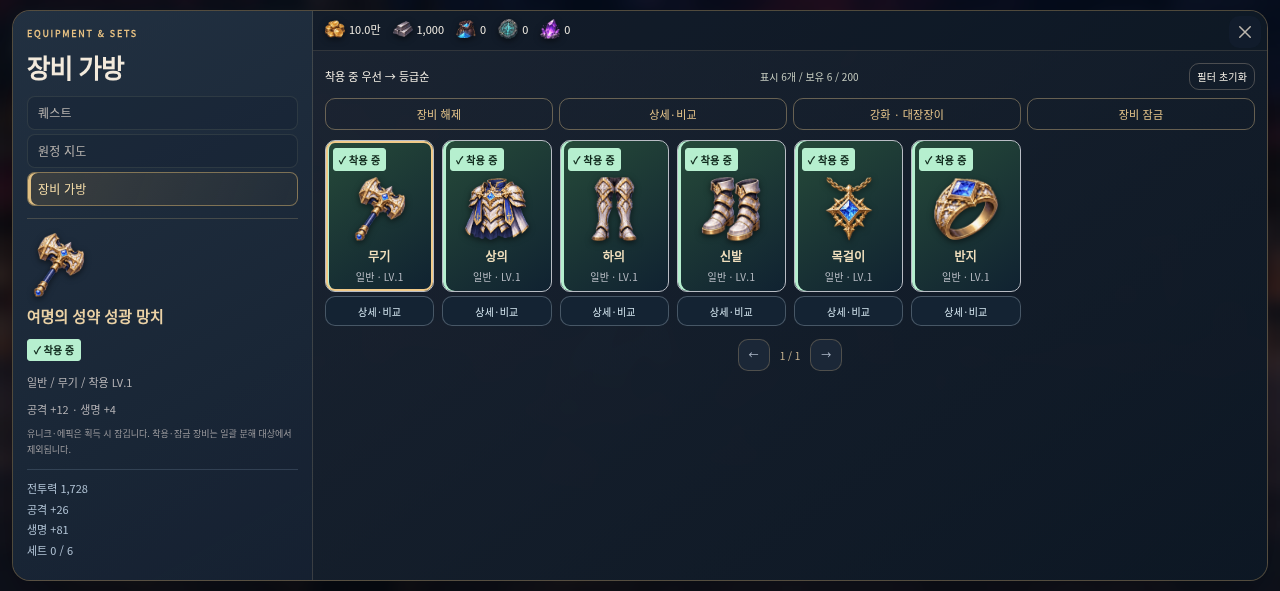 EQUIPMENT & SETS
장비 가방
퀘스트
원정 지도
장비 가방
여명의 성약 성광 망치
✓ 착용 중
일반 / 무기 / 착용 LV.1
공격 +12 · 생명 +4
유니크·에픽은 획득 시 잠깁니다. 착용·잠금 장비는 일괄 분해 대상에서
제외됩니다.
전투력 1,728
공격 +26
생명 +81
세트 0 / 6
10.0만 1,000 0 0 0
착용 중 우선 → 등급순 표시 6개 / 보유 6 / 200 필터 초기화
장비 해제 상세·비교 강화 · 대장장이 장비 잠금
✓ 착용 중 ✓ 착용 중 ✓ 착용 중 ✓ 착용 중 ✓ 착용 중 ✓ 착용 중
무기 상의 하의 신발 목걸이 반지
일반 · LV.1 일반 · LV.1 일반 · LV.1 일반 · LV.1 일반 · LV.1 일반 · LV.1
상세·비교 상세·비교 상세·비교 상세·비교 상세·비교 상세·비교
← 1 / 1 →